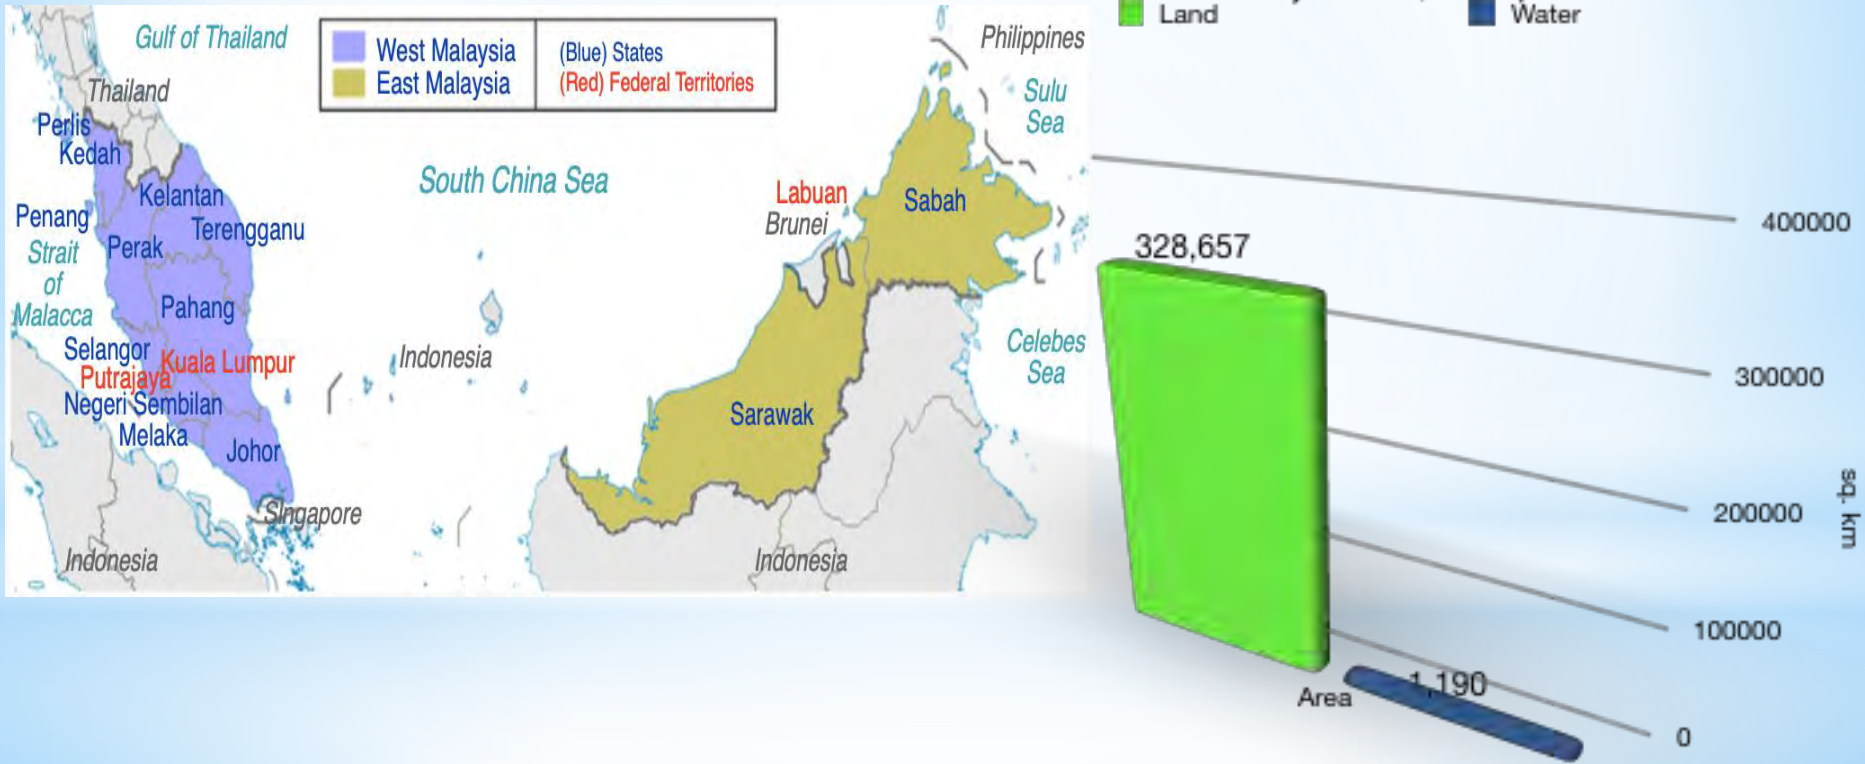 Gulf of Thailand
West Malaysia
East Malaysia
(Blue) States
(Red) Federal Territories
Philippines
Sulu
Sea
Thailand
Perlis
Kedah
Kelantan
Penang
Terengganu
Perak
Strait
of
Malacca
Pahang
Selangor
Kuala Lumpur
Putrajaya
Negeri Sembilan
Melaka
Johor
Singapore
Indonesia
South China Sea
Indonesia
Labuan
Brunei
Sabah
Sarawak
Celebes
Sea
Indonesia
Land
Water
328,657
1,190
Area
400000
300000
200000
100000
0
sq. km